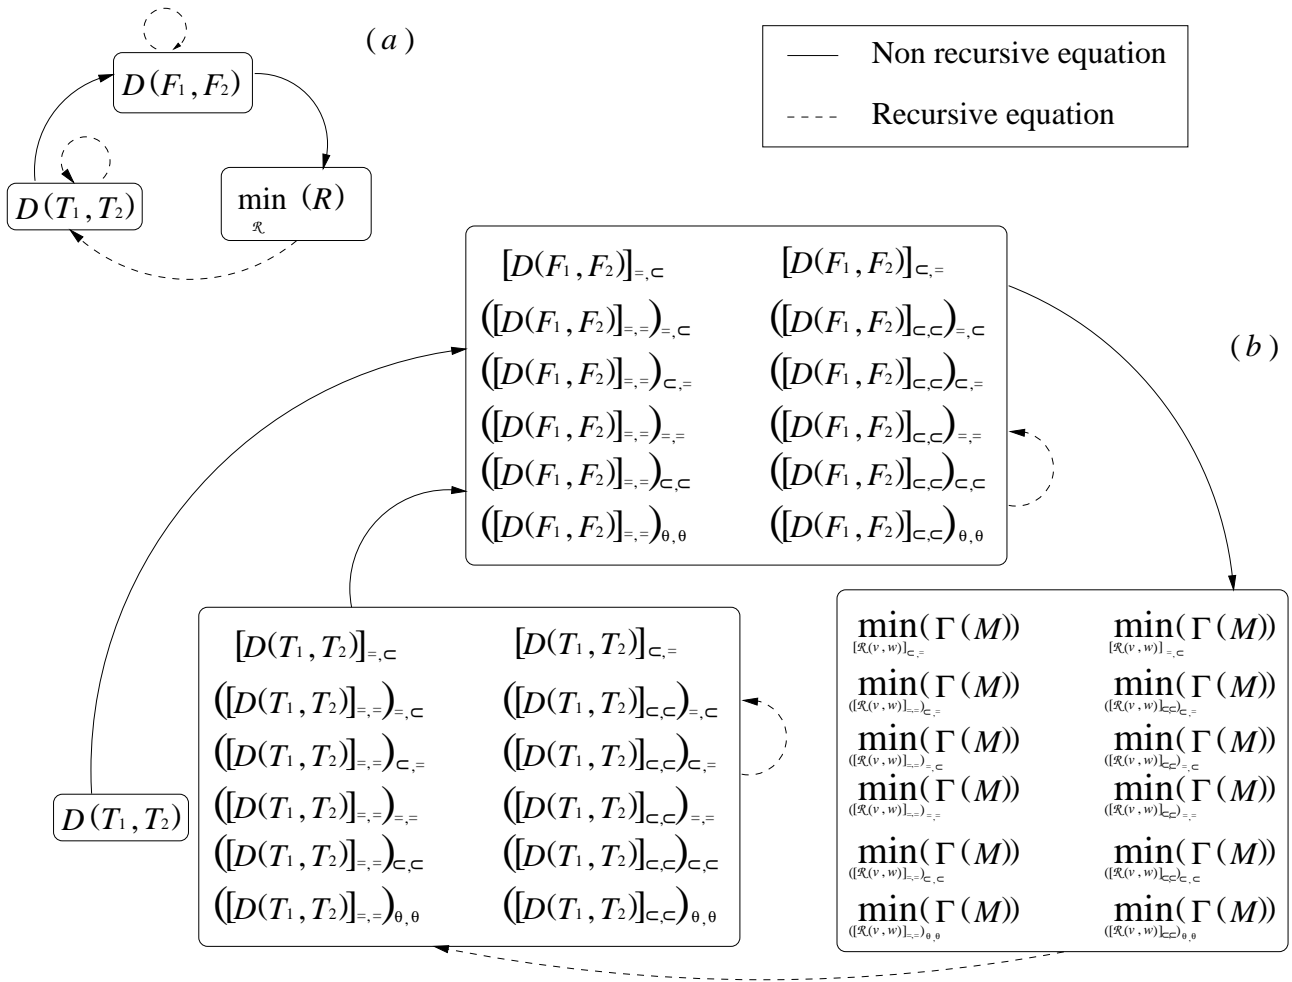 (a)
D(F₁, F₂)
D(T₁, T₂)
min (R)
ℛ
Non recursive equation
Recursive equation
(b)
[D(F₁, F₂)]=,⊂ [D(F₁, F₂)]⊂,=
([D(F₁, F₂)]=,=)=,⊂ ([D(F₁, F₂)]⊂,⊂)=,⊂
([D(F₁, F₂)]=,=)⊂,= ([D(F₁, F₂)]⊂,⊂)⊂,=
([D(F₁, F₂)]=,=)=,= ([D(F₁, F₂)]⊂,⊂)=,=
([D(F₁, F₂)]=,=)⊂,⊂ ([D(F₁, F₂)]⊂,⊂)⊂,⊂
([D(F₁, F₂)]=,=)θ,θ ([D(F₁, F₂)]⊂,⊂)θ,θ
D(T₁, T₂)
[D(T₁, T₂)]=,⊂ [D(T₁, T₂)]⊂,=
([D(T₁, T₂)]=,=)=,⊂ ([D(T₁, T₂)]⊂,⊂)=,⊂
([D(T₁, T₂)]=,=)⊂,= ([D(T₁, T₂)]⊂,⊂)⊂,=
([D(T₁, T₂)]=,=)=,= ([D(T₁, T₂)]⊂,⊂)=,=
([D(T₁, T₂)]=,=)⊂,⊂ ([D(T₁, T₂)]⊂,⊂)⊂,⊂
([D(T₁, T₂)]=,=)θ,θ ([D(T₁, T₂)]⊂,⊂)θ,θ
min(Γ(M)) min(Γ(M))
[ℛ(v,w)]⊂,= [ℛ(v,w)]=,⊂
min(Γ(M)) min(Γ(M))
([ℛ(v,w)]=,=)⊂,= ([ℛ(v,w)]⊂,⊂)⊂,=
min(Γ(M)) min(Γ(M))
([ℛ(v,w)]=,=)=,⊂ ([ℛ(v,w)]⊂,⊂)=,⊂
min(Γ(M)) min(Γ(M))
([ℛ(v,w)]=,=)=,= ([ℛ(v,w)]⊂,⊂)=,=
min(Γ(M)) min(Γ(M))
([ℛ(v,w)]=,=)⊂,⊂ ([ℛ(v,w)]⊂,⊂)⊂,⊂
min(Γ(M)) min(Γ(M))
([ℛ(v,w)]=,=)θ,θ ([ℛ(v,w)]⊂,⊂)θ,θ